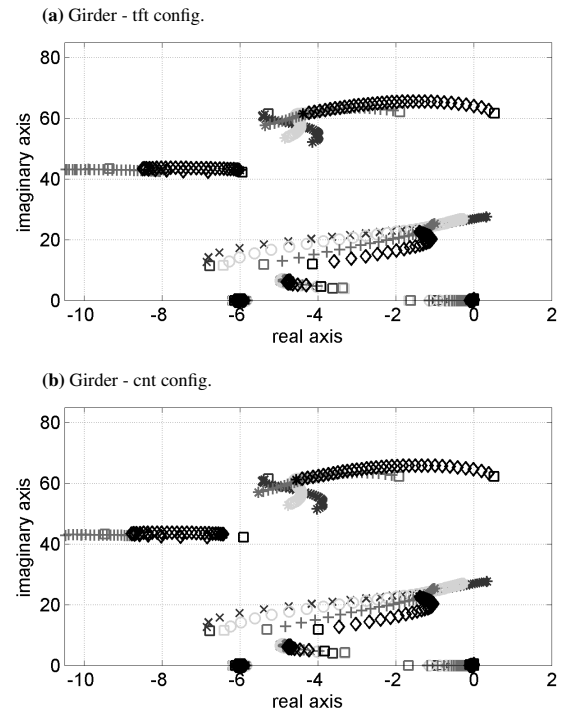 (a) Girder - tft config.
80
60
40
20
0
imaginary axis
-10 -8 -6 -4 -2 0 2
real axis
(b) Girder - cnt config.
80
60
40
20
0
imaginary axis
-10 -8 -6 -4 -2 0 2
real axis